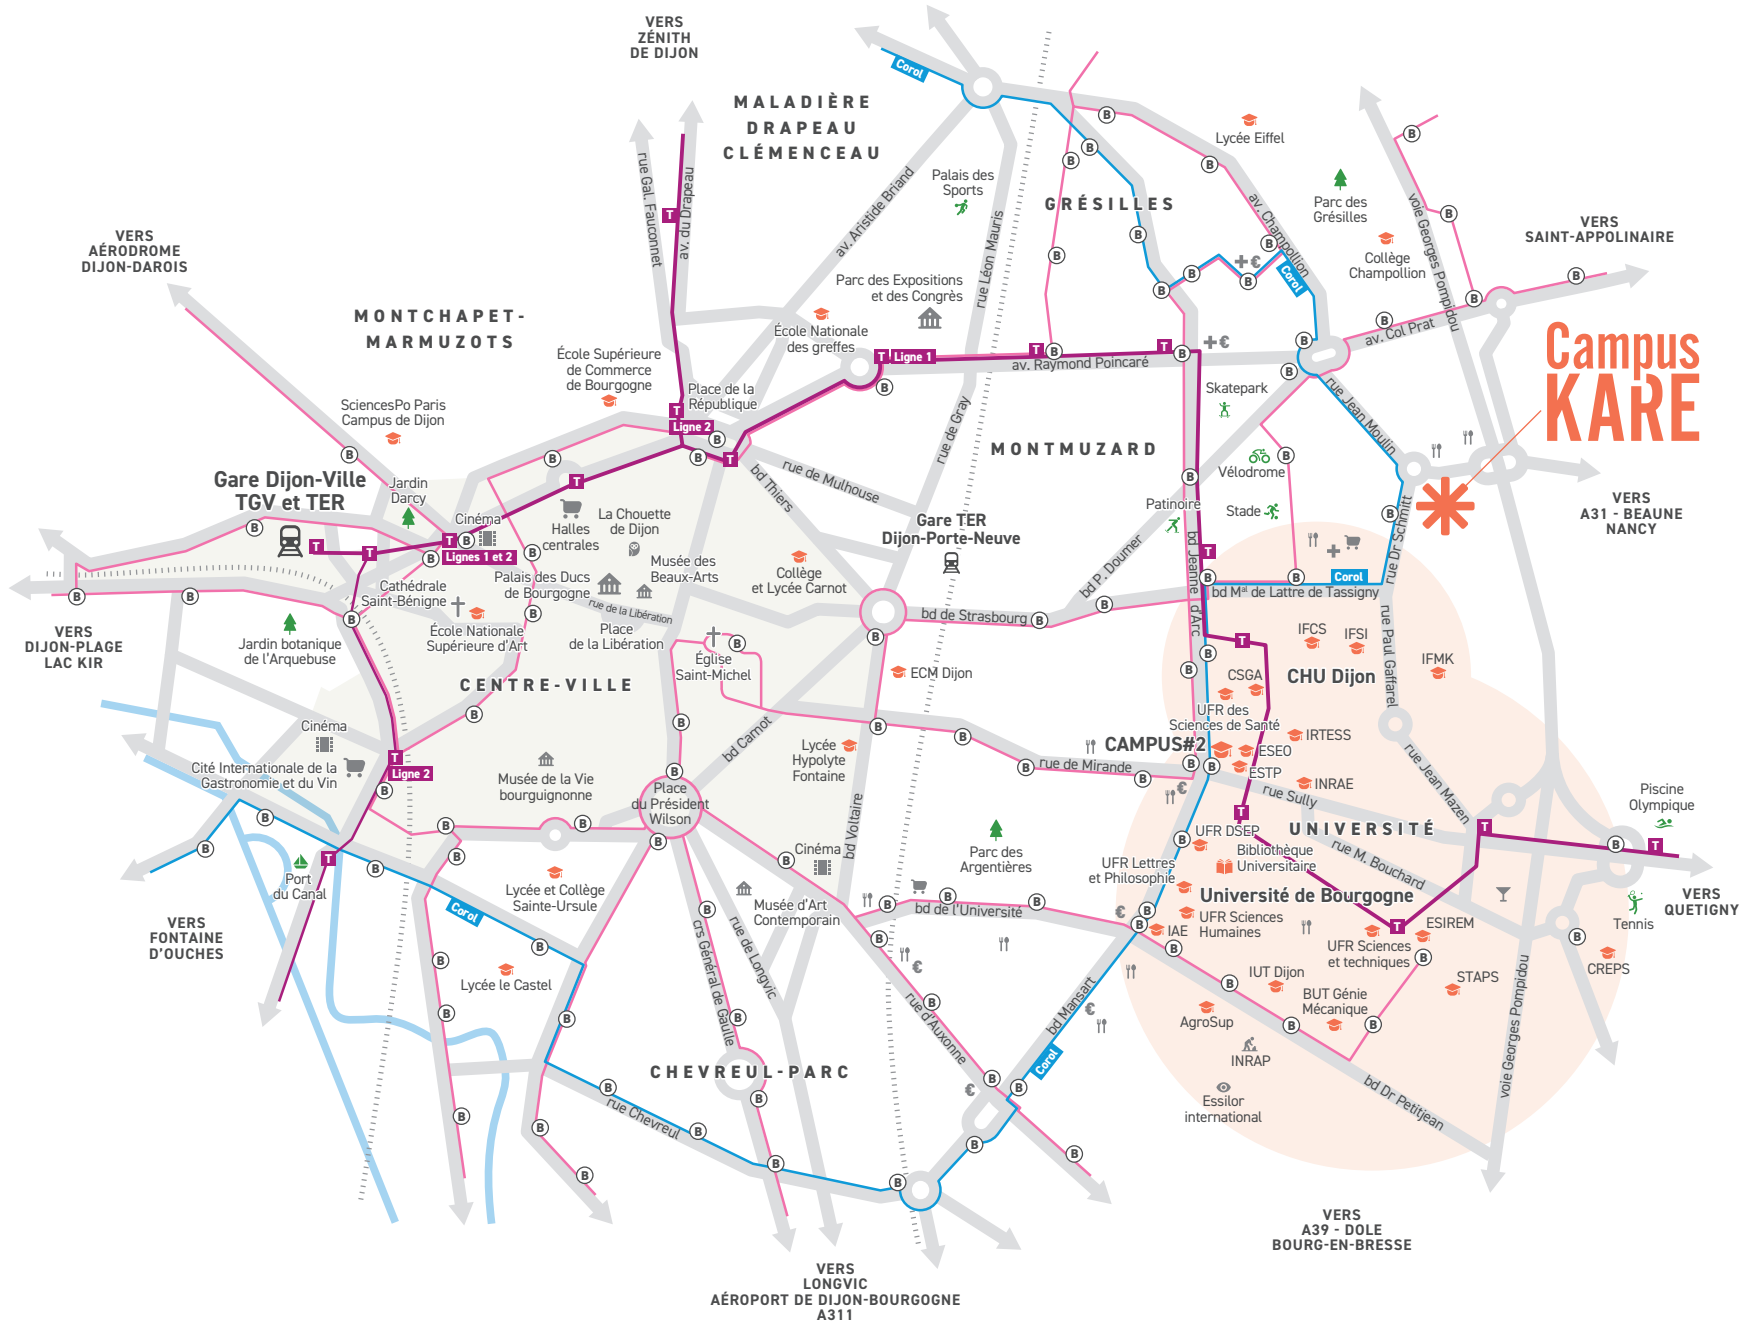 VERS
ZÉNITH
DE DIJON
Corol
MALADIÈRE
DRAPEAU
CLÉMENCEAU
Lycée Eiffel
Palais des
Sports
GRÉSILLES
Parc des
Grésilles
Collège
Champollion
VERS
SAINT-APPOLINAIRE
VERS
AÉRODROME
DIJON-DAROIS
rue Gal. Fauconnet
av. du Drapeau
av. Aristide Briand
rue Léon Mauris
av. Champollion
voie Georges Pompidou
Corol
Parc des Expositions
et des Congrès
MONTCHAPET-
MARMUZOTS
École Nationale
des greffes
Ligne 1
av. Raymond Poincaré
av. Col Prat
Campus
KARE
École Supérieure
de Commerce
de Bourgogne
Place de la
République
Ligne 2
SciencesPo Paris
Campus de Dijon
Skatepark
rue Jean Moulin
rue de Gray
MONTMUZARD
Vélodrome
rue de Mulhouse
bd Thiers
Gare Dijon-Ville
TGV et TER
Jardin
Darcy
Cinéma
Lignes 1 et 2
Halles
centrales
La Chouette
de Dijon
Gare TER
Dijon-Porte-Neuve
Patinoire
Stade
rue Dr Schmitt
VERS
A31 - BEAUNE
NANCY
Musée des
Beaux-Arts
Palais des Ducs
de Bourgogne
Collège
et Lycée Carnot
bd P. Doumer
bd Jeanne d'Arc
Corol
bd Mal de Lattre de Tassigny
Cathédrale
Saint-Bénigne
rue de la Libération
bd de Strasbourg
École Nationale
Supérieure d'Art
Place
de la Libération
VERS
DIJON-PLAGE
LAC KIR
Jardin botanique
de l'Arquebuse
IFCS
IFSI
IFMK
rue Paul Gaffarel
Église
Saint-Michel
ECM Dijon
CSGA
CHU Dijon
CENTRE-VILLE
UFR des
Sciences de Santé
IRTESS
CAMPUS#2
ESEO
ESTP
INRAE
Cinéma
bd Carnot
Lycée
Hypolyte
Fontaine
Cité Internationale de la
Gastronomie et du Vin
Ligne 2
Musée de la Vie
bourguignonne
rue de Mirande
rue Sully
rue Jean Mazen
Place
du Président
Wilson
Piscine
Olympique
bd Voltaire
UFR DSEP
UNIVERSITÉ
Bibliothèque
Universitaire
rue M. Bouchard
Cinéma
Parc des
Argentières
UFR Lettres
et Philosophie
Port
du Canal
Lycée et Collège
Sainte-Ursule
Université de Bourgogne
VERS
QUETIGNY
Corol
Musée d'Art
Contemporain
bd de l'Université
UFR Sciences
Humaines
IAE
ESIREM
Tennis
VERS
FONTAINE
D'OUCHES
crs Général de Gaulle
rue de Longvic
UFR Sciences
et techniques
CREPS
Lycée le Castel
IUT Dijon
STAPS
BUT Génie
Mécanique
AgroSup
bd Mansart
rue d'Auxonne
INRAP
voie Georges Pompidou
Corol
CHEVREUL-PARC
Essilor
international
rue Chevreul
bd Dr Petitjean
VERS
A39 - DOLE
BOURG-EN-BRESSE
VERS
LONGVIC
AÉROPORT DE DIJON-BOURGOGNE
A311